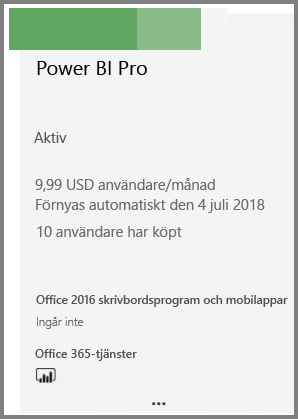 Power BI Pro
Aktiv
9,99 USD användare/månad
Förnyas automatiskt den 4 juli 2018
10 användare har köpt
Office 2016 skrivbordsprogram och mobilappar
Ingår inte
Office 365-tjänster
...